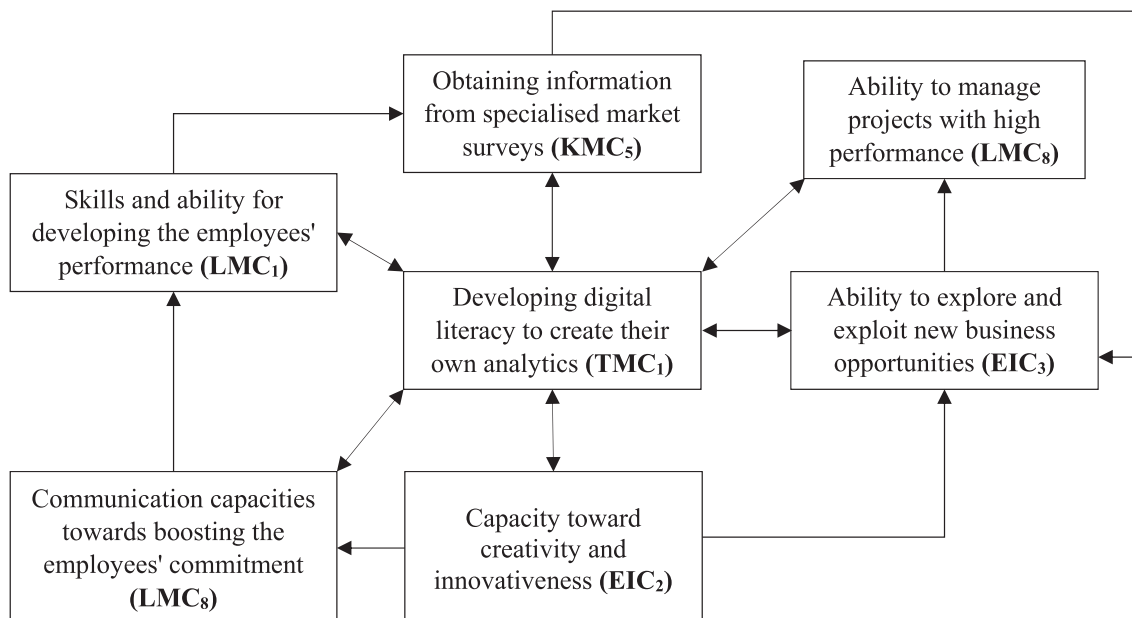 Obtaining information
from specialised market
surveys (KMC₅)
Ability to manage
projects with high
performance (LMC₈)
Skills and ability for
developing the employees'
performance (LMC₁)
Developing digital
literacy to create their
own analytics (TMC₁)
Ability to explore and
exploit new business
opportunities (EIC₃)
Communication capacities
towards boosting the
employees' commitment
(LMC₈)
Capacity toward
creativity and
innovativeness (EIC₂)